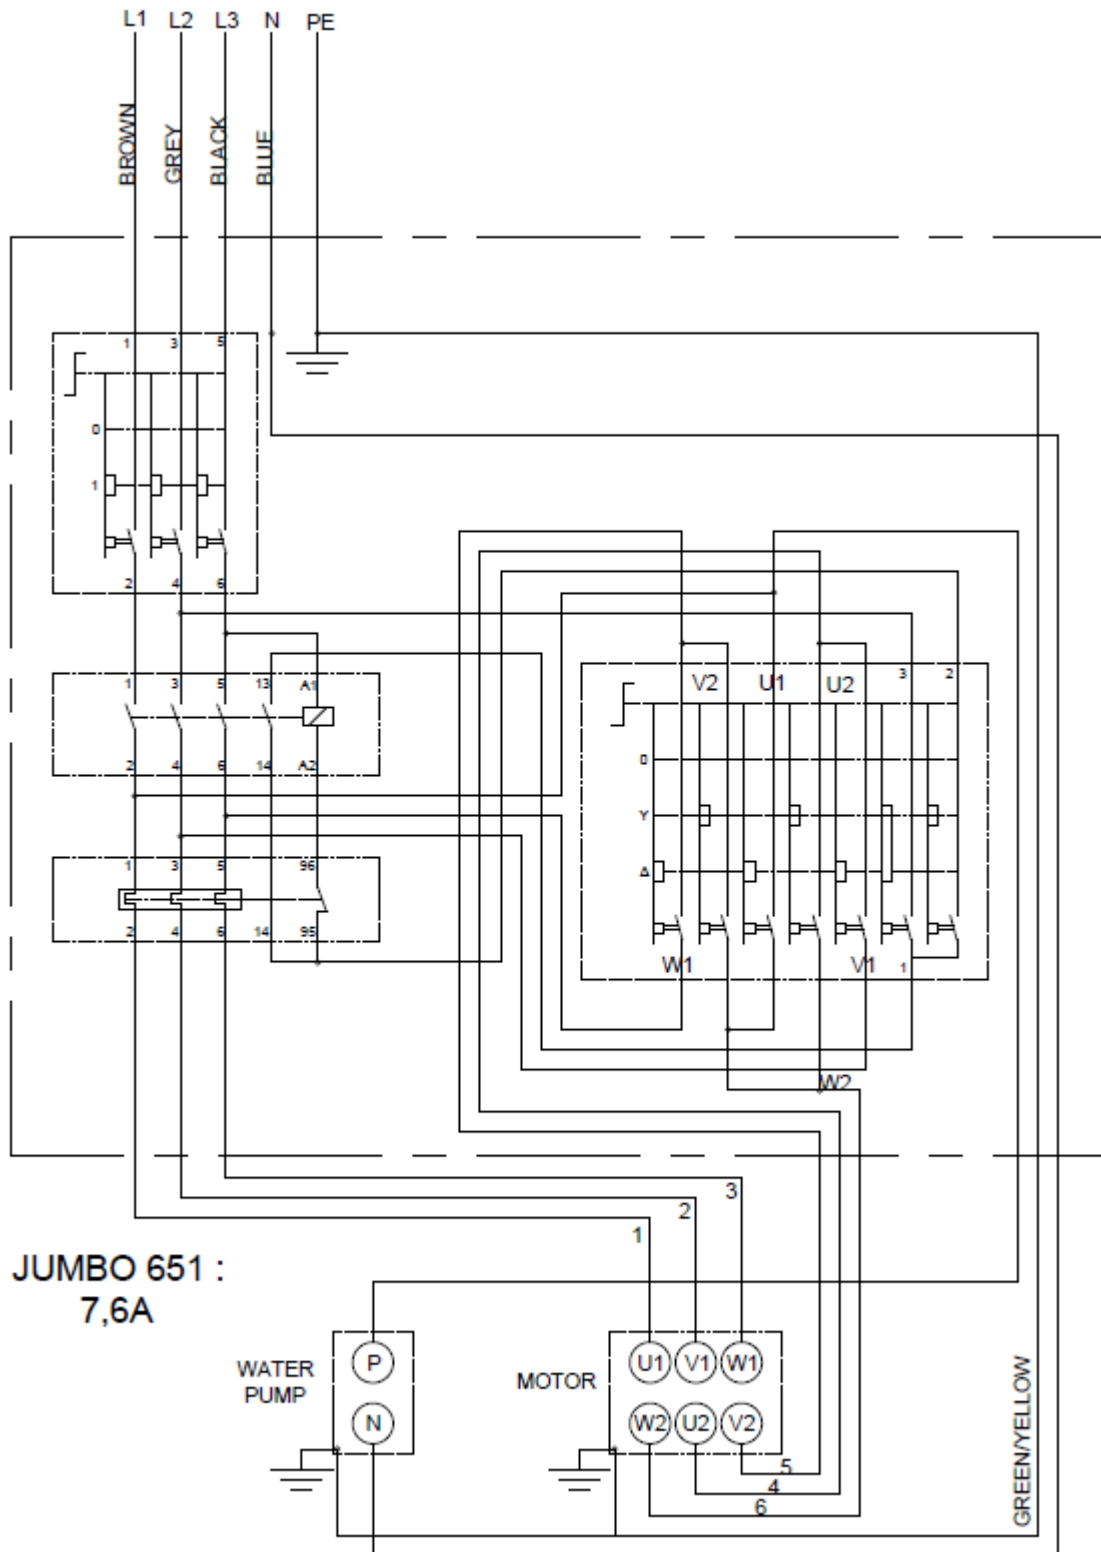 L1 L2 L3 N PE
BROWN GREY BLACK BLUE
1 3 5
0
1
2 4 6
1 3 5 13 A1
2 4 6 14 A2
V2 U1 U2 3 2
0
Y
Δ
W1 V1 1
1 3 5 96
2 4 6 14 95
W2
3
2
1
JUMBO 651 :
7,6A
WATER
PUMP
P
N
MOTOR
U1 V1 W1
W2 U2 V2
5
4
6
GREEN/YELLOW